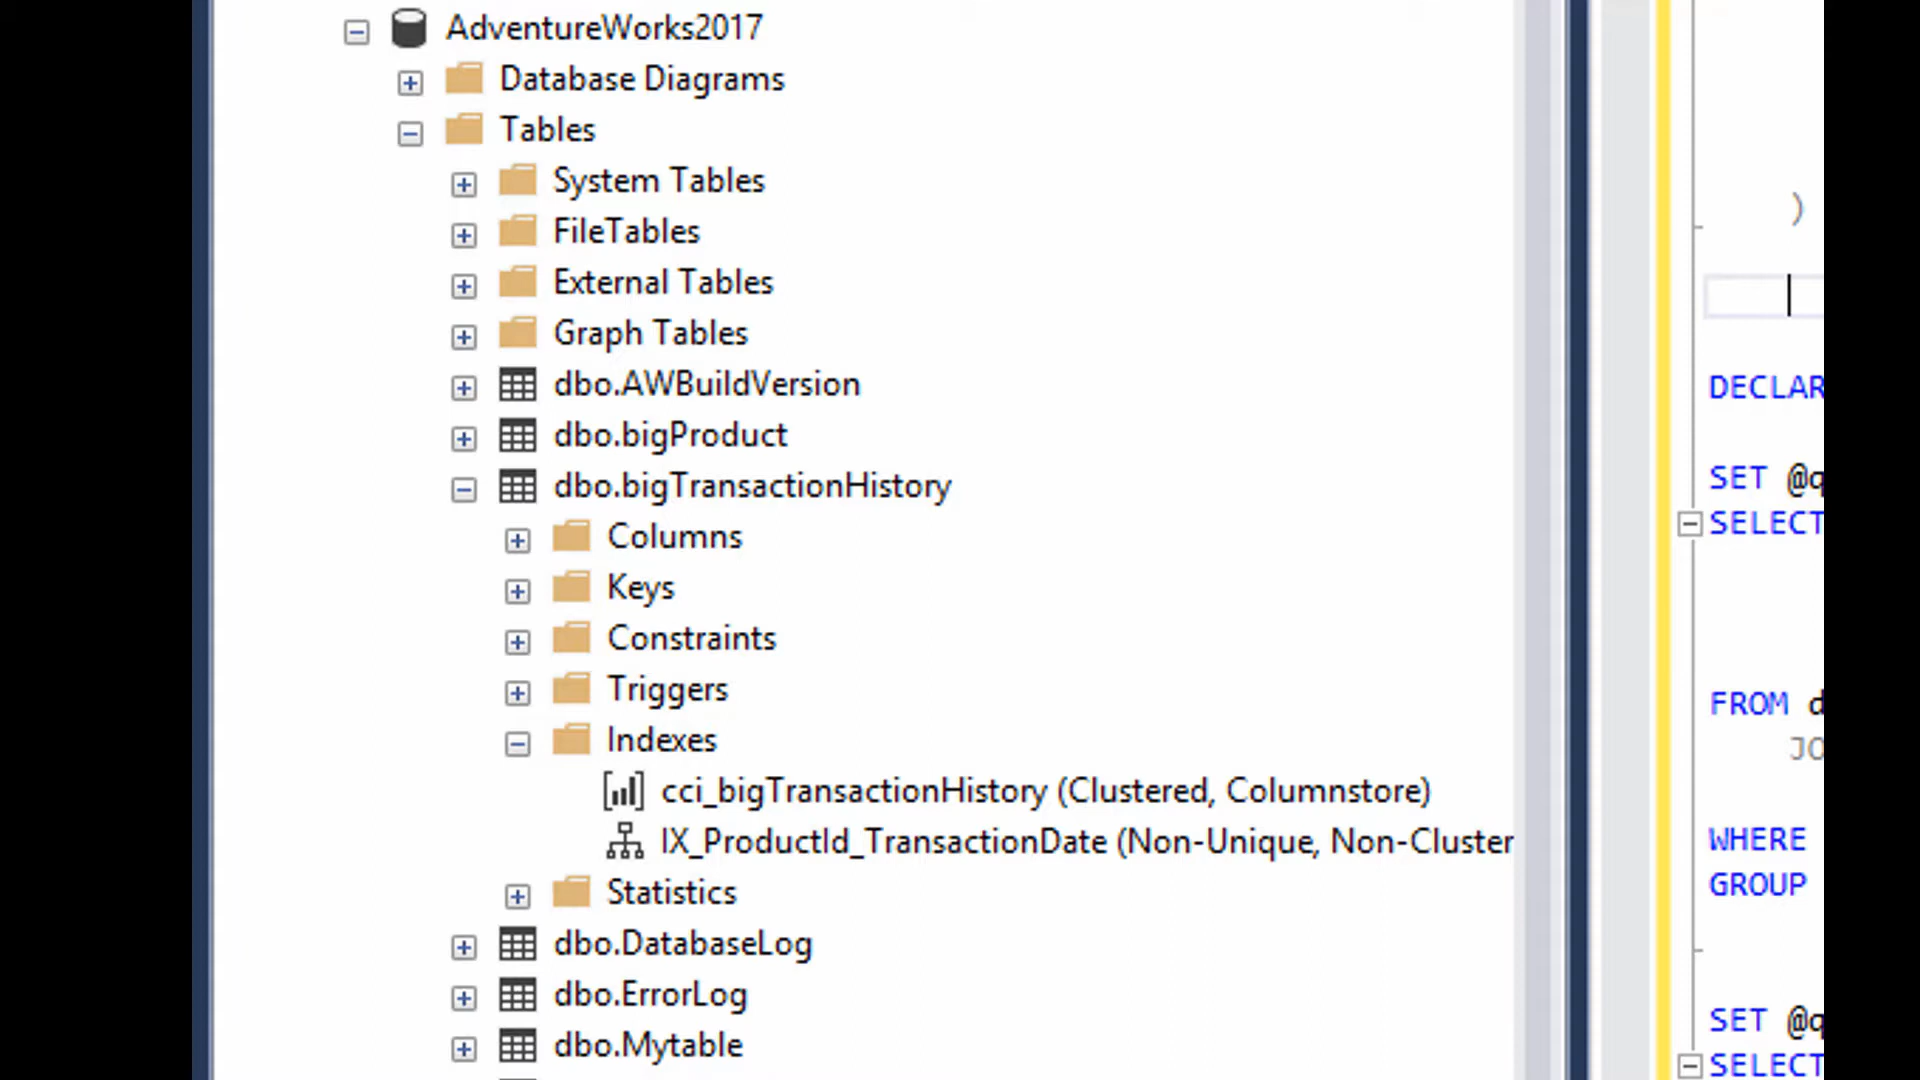 AdventureWorks2017
Database Diagrams
Tables
System Tables
FileTables
External Tables
Graph Tables
dbo.AWBuildVersion
dbo.bigProduct
dbo.bigTransactionHistory
Columns
Keys
Constraints
Triggers
Indexes
cci_bigTransactionHistory (Clustered, Columnstore)
IX_ProductId_TransactionDate (Non-Unique, Non-Cluster
Statistics
dbo.DatabaseLog
dbo.ErrorLog
dbo.Mytable
)
DECLAR
SET @q
SELECT
FROM d
JO
WHERE
GROUP
SET @q
SELECT